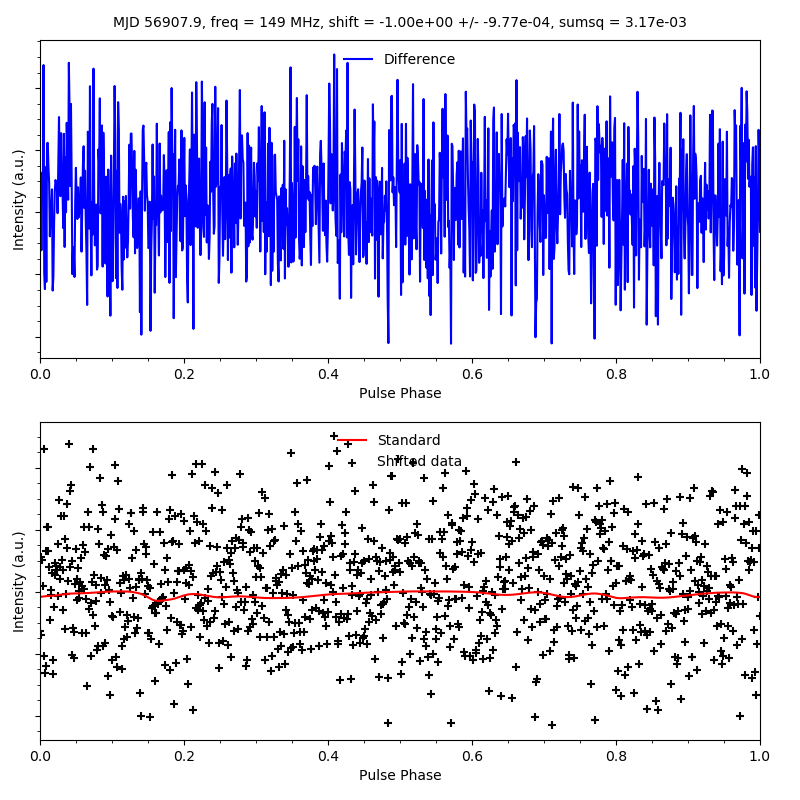 MJD 56907.9, freq = 149 MHz, shift = -1.00e+00 +/- -9.77e-04, sumsq = 3.17e-03
Difference
Intensity (a.u.)
0.0 0.2 0.4 0.6 0.8 1.0
Pulse Phase
Standard
Shifted data
Intensity (a.u.)
0.0 0.2 0.4 0.6 0.8 1.0
Pulse Phase